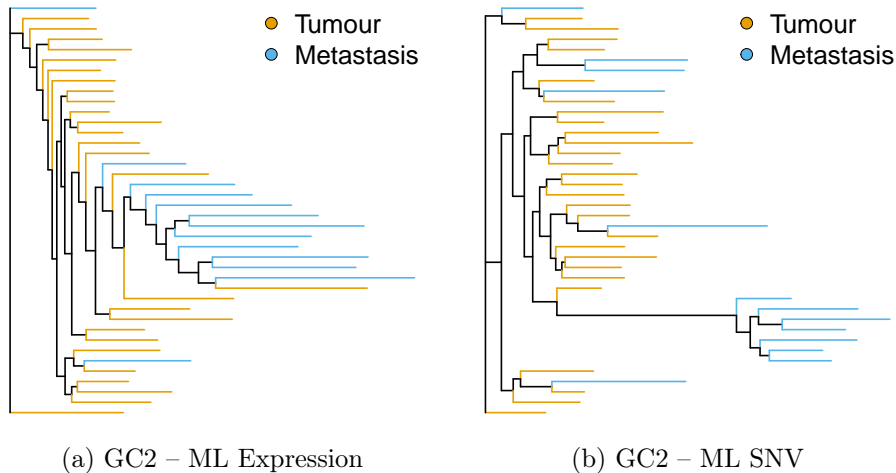 Tumour
Metastasis
Tumour
Metastasis
(a) GC2 – ML Expression
(b) GC2 – ML SNV